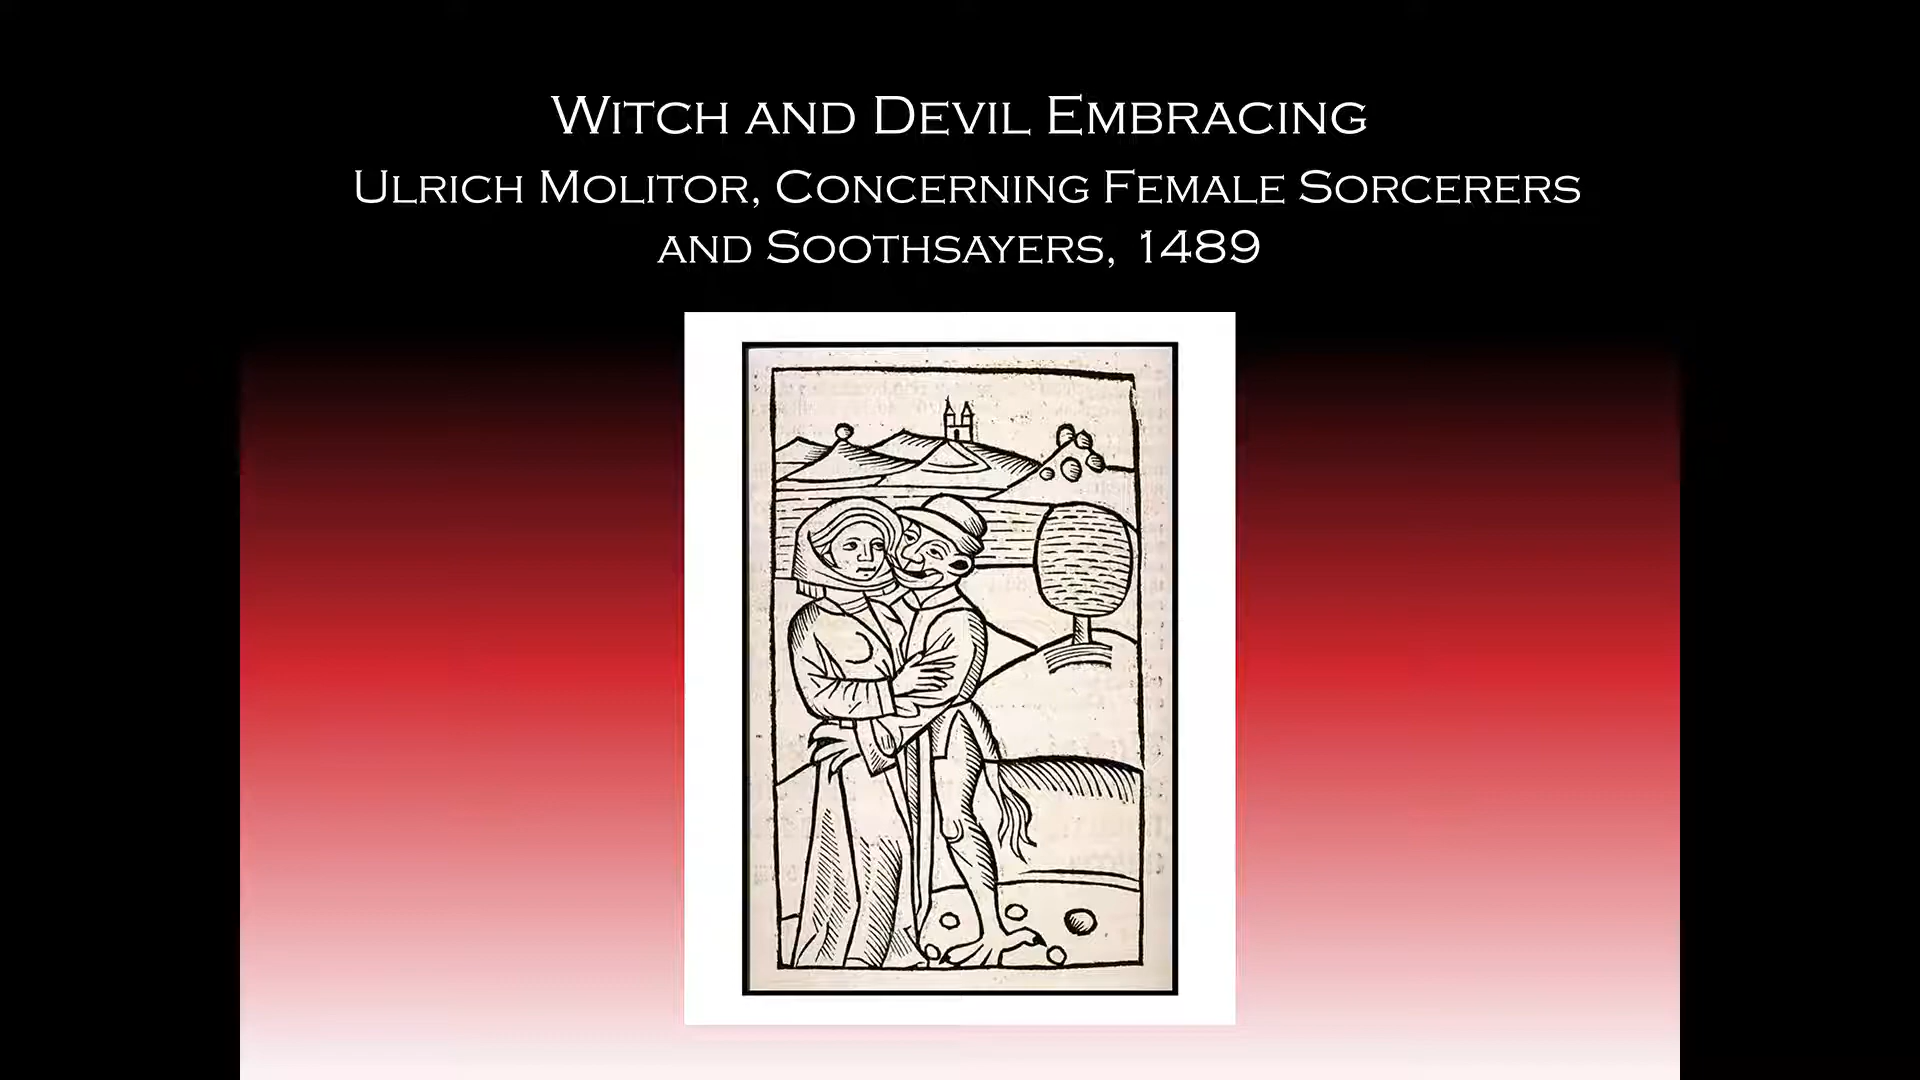 Witch and Devil Embracing
Ulrich Molitor, Concerning Female Sorcerers
and Soothsayers, 1489